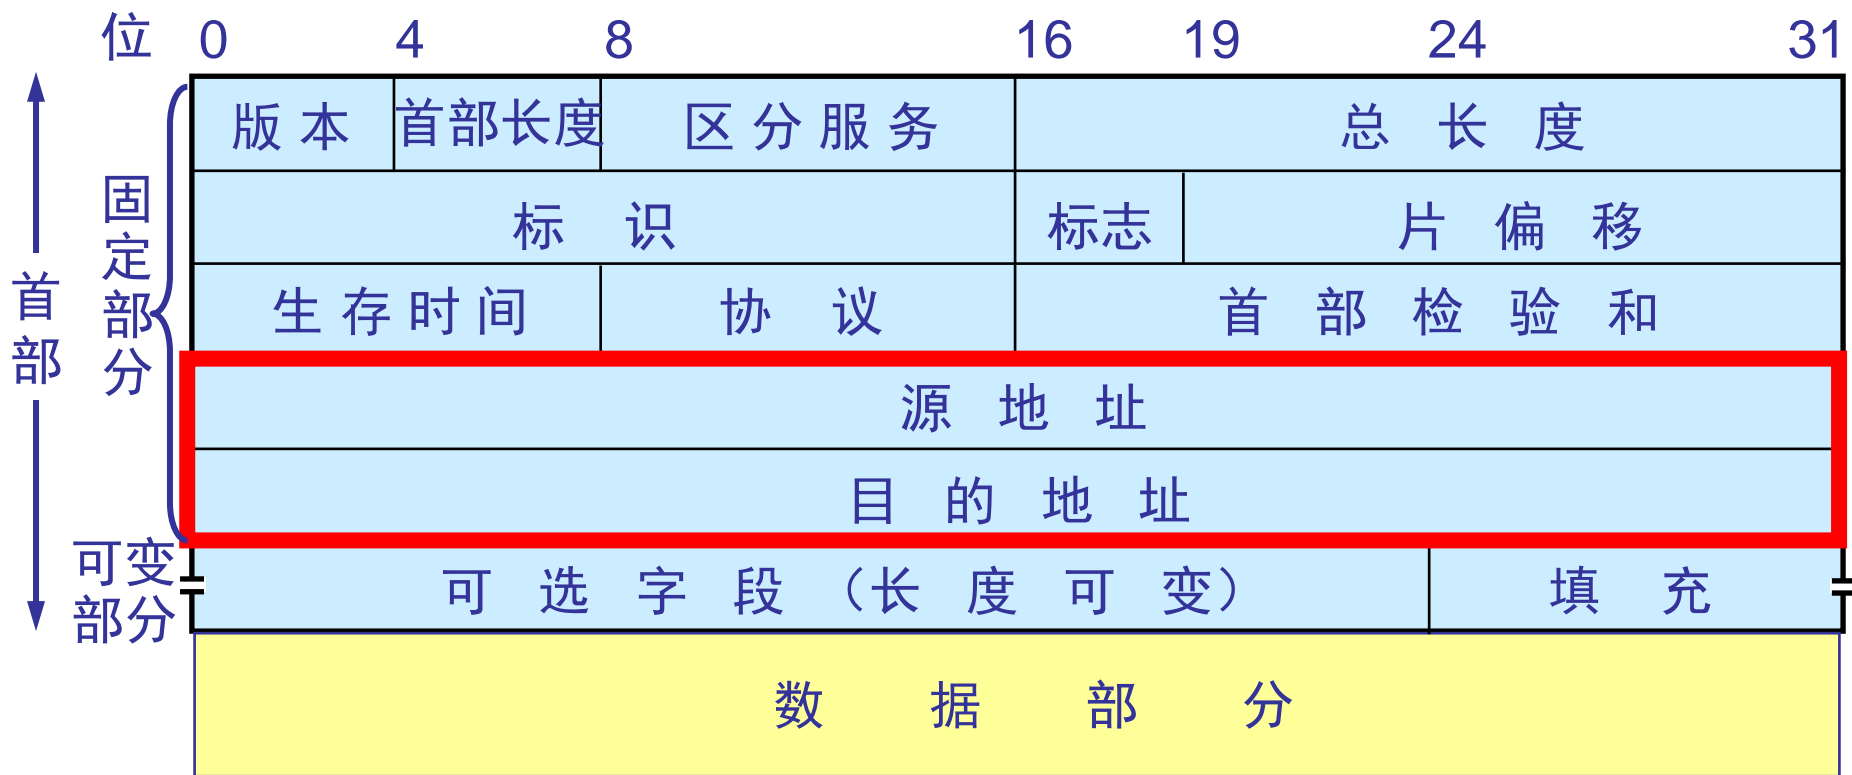 位 0 4 8 16 19 24 31
版本 首部长度 区分服务 总长度
标识 标志 片偏移
生存时间 协议 首部检验和
源地址
目的地址
可选字段（长度可变） 填充
数据部分
首部
固定部分
可变
部分